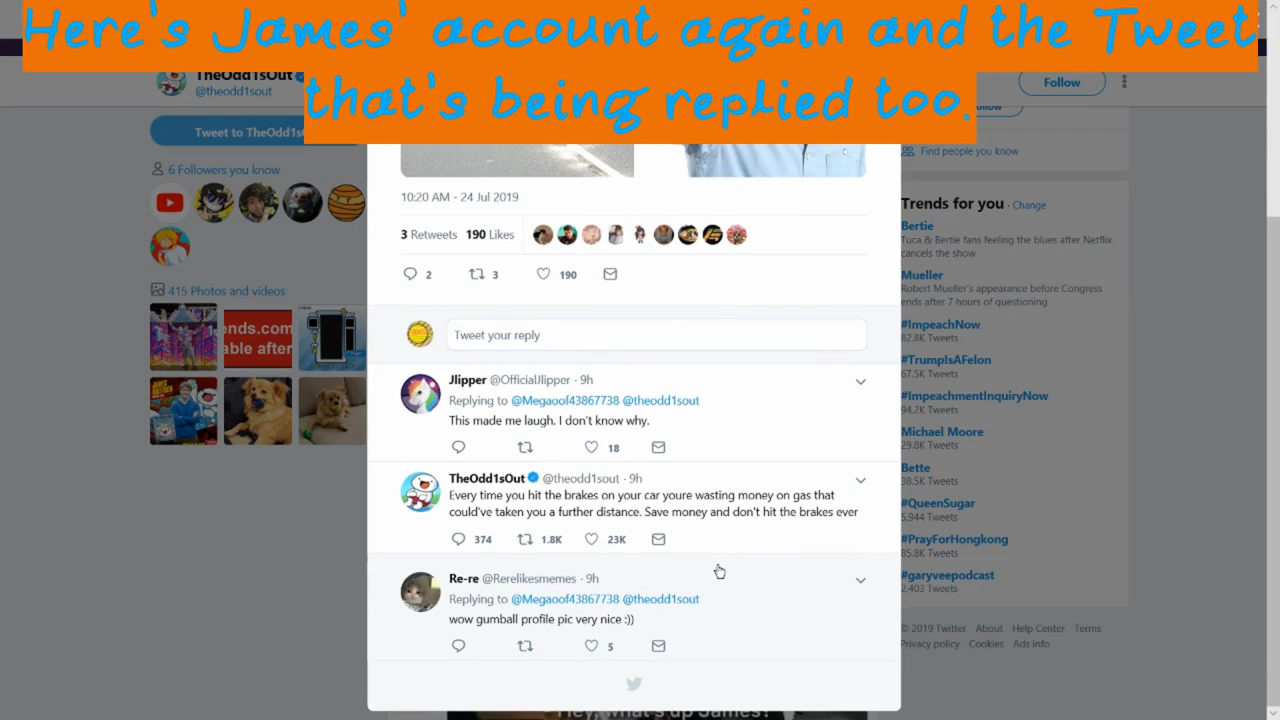 Here's James' account again and the Tweet
that's being replied too.
TheOdd1sOut
@theodd1sout
Follow
Tweet to TheOdd1sO
Find people you know
6 Followers you know
10:20 AM - 24 Jul 2019
3 Retweets 190 Likes
2 3 190
415 Photos and videos
ends.com
able after
Tweet your reply
Jlipper @OfficialJlipper · 9h
Replying to @Megaoof43867738 @theodd1sout
This made me laugh. I don't know why.
18
TheOdd1sOut @theodd1sout · 9h
Every time you hit the brakes on your car youre wasting money on gas that
could've taken you a further distance. Save money and don't hit the brakes ever
374 1.8K 23K
Re-re @Rerelikesmemes · 9h
Replying to @Megaoof43867738 @theodd1sout
wow gumball profile pic very nice :))
5
Trends for you · Change
Bertie
Tuca & Bertie fans feeling the blues after Netflix
cancels the show
Mueller
Robert Mueller's appearance before Congress
ends after 7 hours of questioning
#ImpeachNow
82.8K Tweets
#TrumpIsAFelon
67.5K Tweets
#ImpeachmentInquiryNow
94.2K Tweets
Michael Moore
29.8K Tweets
Bette
38.5K Tweets
#QueenSugar
5,944 Tweets
#PrayForHongkong
85.8K Tweets
#garyveepodcast
2,403 Tweets
© 2019 Twitter About Help Center Terms
Privacy policy Cookies Ads info
Hey, what's up James?